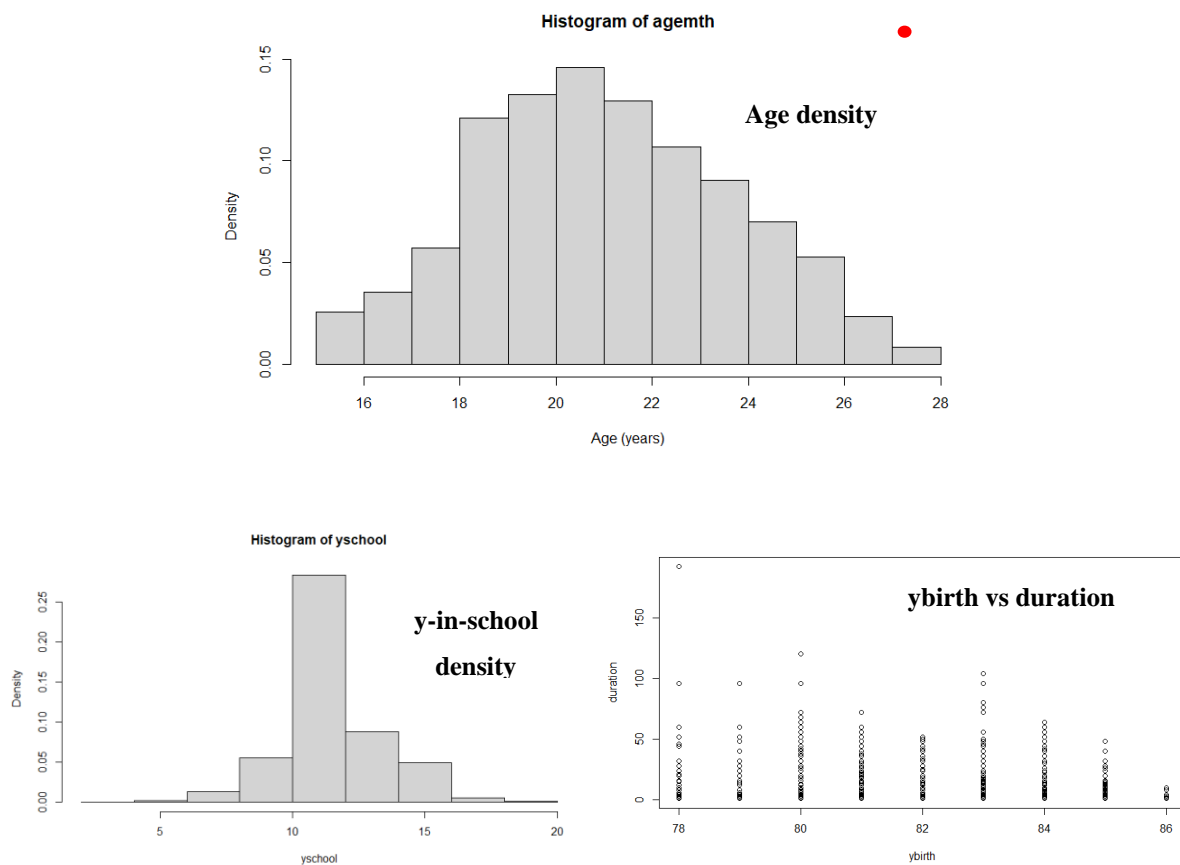 Histogram of agemth
Age density
Density
0.00
0.05
0.10
0.15
16 18 20 22 24 26 28
Age (years)
Histogram of yschool
y-in-school
density
Density
0.00 0.05 0.10 0.15 0.20 0.25
5 10 15 20
yschool
ybirth vs duration
duration
0 50 100 150
78 80 82 84 86
ybirth